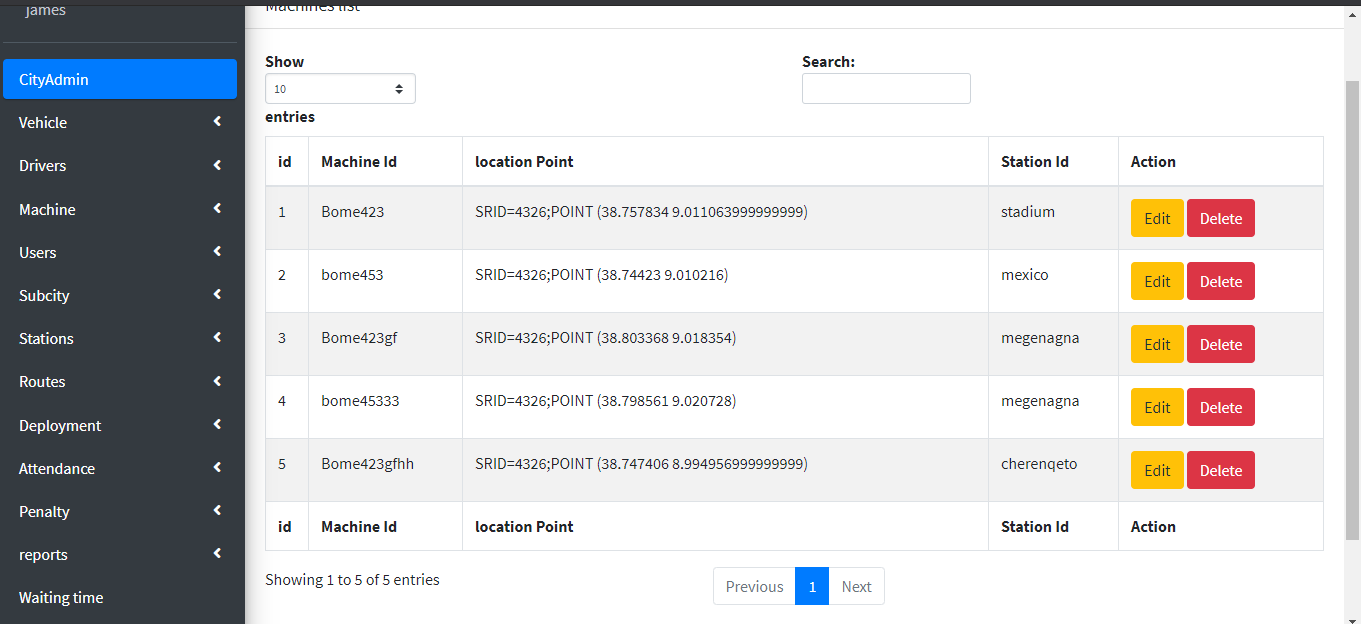 james
CityAdmin
Vehicle
Drivers
Machine
Users
Subcity
Stations
Routes
Deployment
Attendance
Penalty
reports
Waiting time
Machines list
Show
10
entries
Search:
id Machine Id location Point Station Id Action
1 Bome423 SRID=4326;POINT (38.757834 9.011063999999999) stadium Edit Delete
2 bome453 SRID=4326;POINT (38.74423 9.010216) mexico Edit Delete
3 Bome423gf SRID=4326;POINT (38.803368 9.018354) megenagna Edit Delete
4 bome45333 SRID=4326;POINT (38.798561 9.020728) megenagna Edit Delete
5 Bome423gfhh SRID=4326;POINT (38.747406 8.994956999999999) cherenqeto Edit Delete
id Machine Id location Point Station Id Action
Showing 1 to 5 of 5 entries
Previous 1 Next